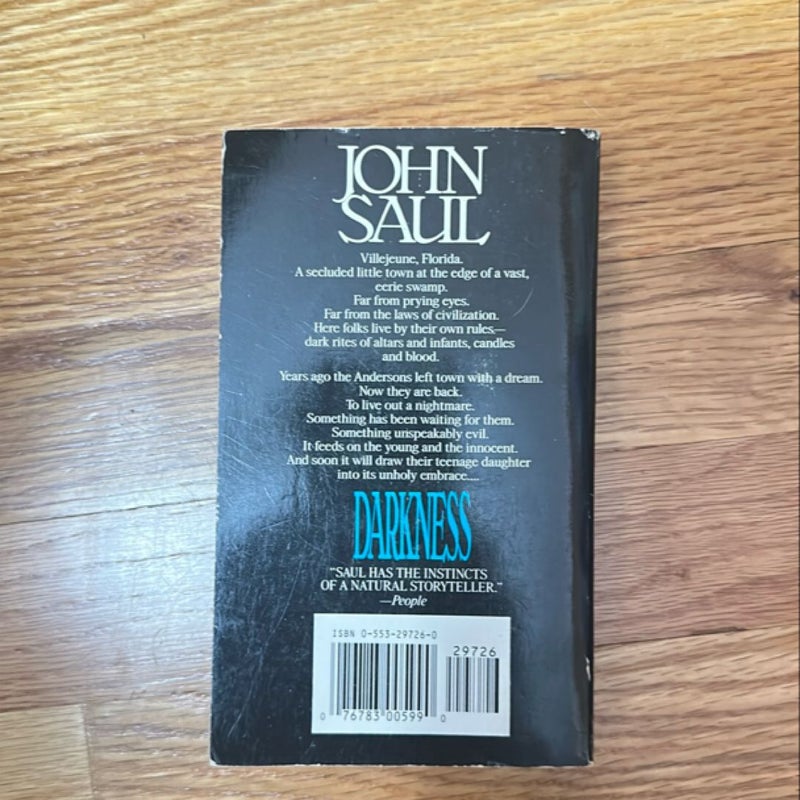 JOHN
SAUL
Villejeune, Florida.
A secluded little town at the edge of a vast,
eerie swamp.
Far from prying eyes.
Far from the laws of civilization.
Here folks live by their own rules—
dark rites of altars and infants, candles
and blood.
Years ago the Andersons left town with a dream.
Now they are back.
To live out a nightmare.
Something has been waiting for them.
Something unspeakably evil.
It feeds on the young and the innocent.
And soon it will draw their teenage daughter
into its unholy embrace....
DARKNESS
"SAUL HAS THE INSTINCTS
OF A NATURAL STORYTELLER."
—People
ISBN 0-553-29726-0
29726
0 76783 00599 0